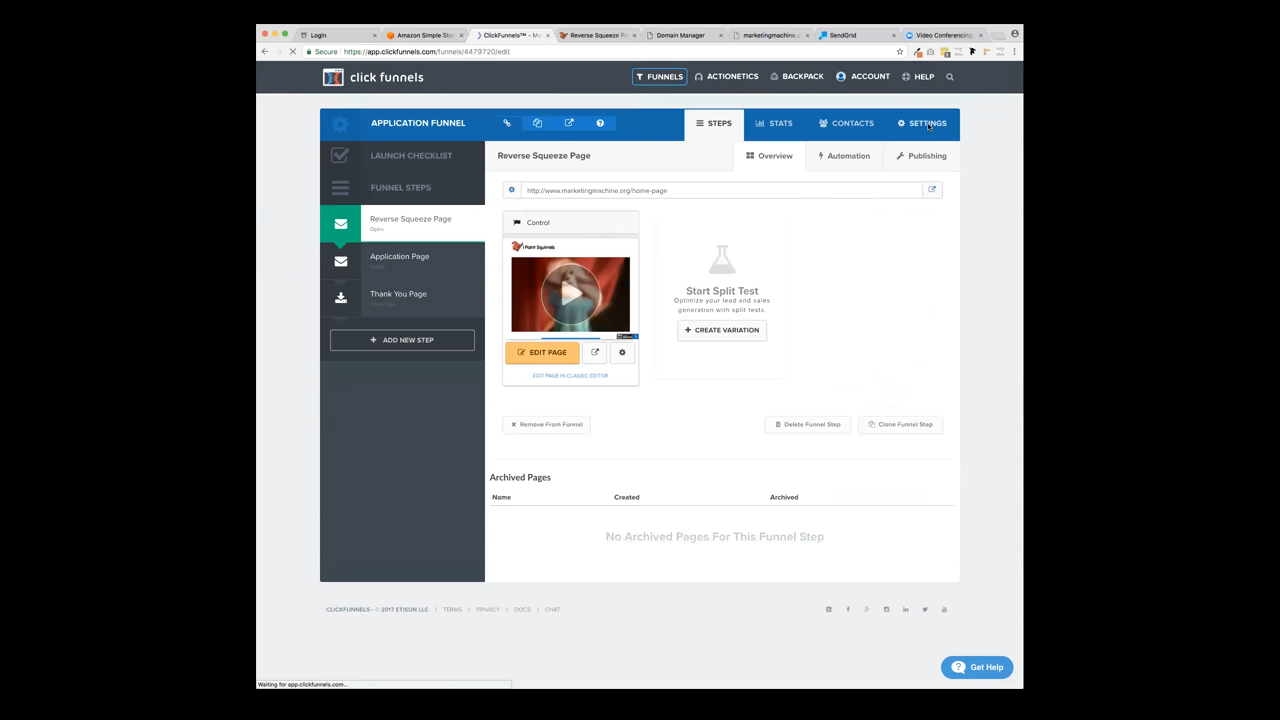 Login
Amazon Simple Stor
ClickFunnels™ – M
Reverse Squeeze P
Domain Manager
marketingmachine.o
SendGrid
Video Conferencing,
Secure https://app.clickfunnels.com/funnels/4479720/edit
click funnels
FUNNELS
ACTIONETICS
BACKPACK
ACCOUNT
HELP
APPLICATION FUNNEL
STEPS
STATS
CONTACTS
SETTINGS
LAUNCH CHECKLIST
FUNNEL STEPS
Reverse Squeeze Page
Optin
Application Page
Thank You Page
+ ADD NEW STEP
Reverse Squeeze Page
Overview
Automation
Publishing
http://www.marketingmachine.org/home-page
Control
I Paint Squirrels
EDIT PAGE
EDIT PAGE IN CLASSIC EDITOR
Start Split Test
Optimize your lead and sales
generation with split tests.
+ CREATE VARIATION
Remove From Funnel
Delete Funnel Step
Clone Funnel Step
Archived Pages
Name Created Archived
No Archived Pages For This Funnel Step
CLICKFUNNELS - © 2017 ETISON LLC | TERMS | PRIVACY | DOCS | CHAT
Get Help
Waiting for app.clickfunnels.com...